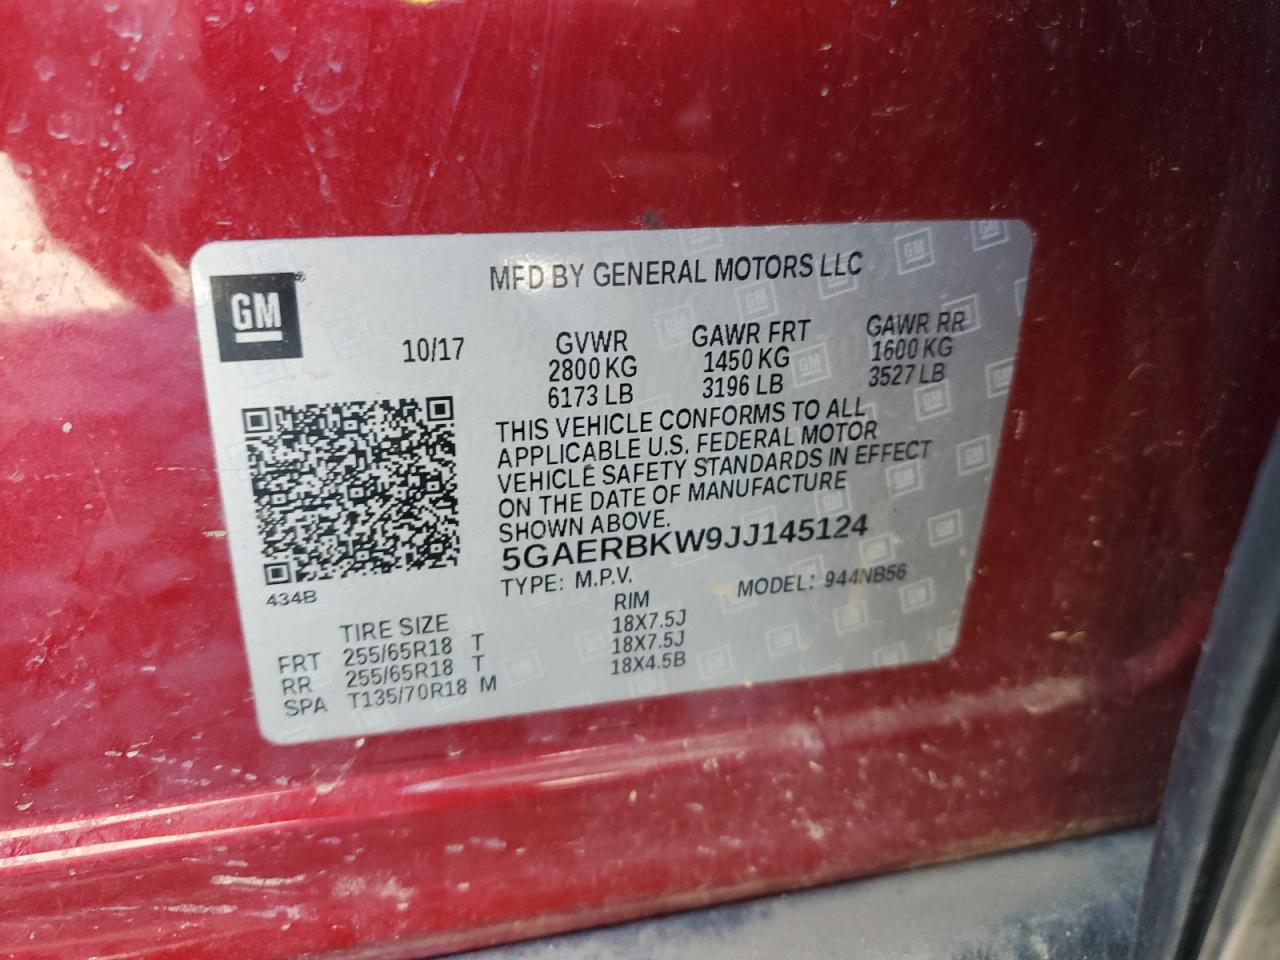 GM
MFD BY GENERAL MOTORS LLC
10/17
GVWR GAWR FRT GAWR RR
2800 KG 1450 KG 1600 KG
6173 LB 3196 LB 3527 LB
THIS VEHICLE CONFORMS TO ALL
APPLICABLE U.S. FEDERAL MOTOR
VEHICLE SAFETY STANDARDS IN EFFECT
ON THE DATE OF MANUFACTURE
SHOWN ABOVE.
5GAERBKW9JJ145124
434B
TYPE: M.P.V. MODEL: 944NB56
TIRE SIZE RIM
FRT 255/65R18 T 18X7.5J
RR 255/65R18 T 18X7.5J
SPA T135/70R18 M 18X4.5B